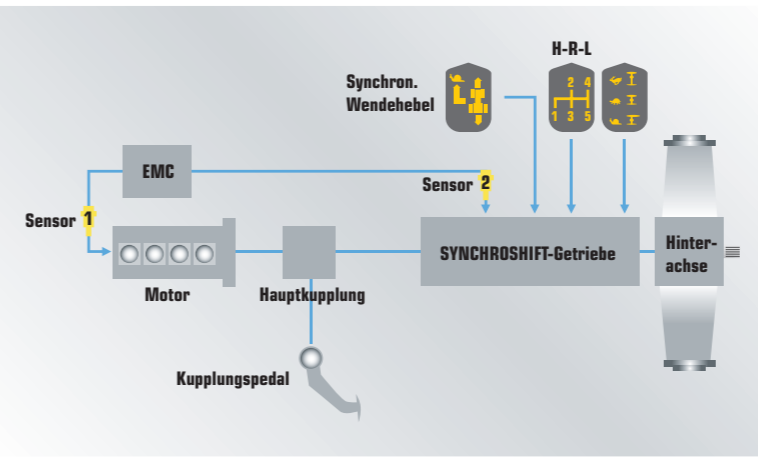 H-R-L
Synchron.
Wendehebel
2 4
1 3 5
EMC
Sensor 2
Sensor 1
SYNCHROSHIFT-Getriebe
Hinter-
achse
Motor
Hauptkupplung
Kupplungspedal